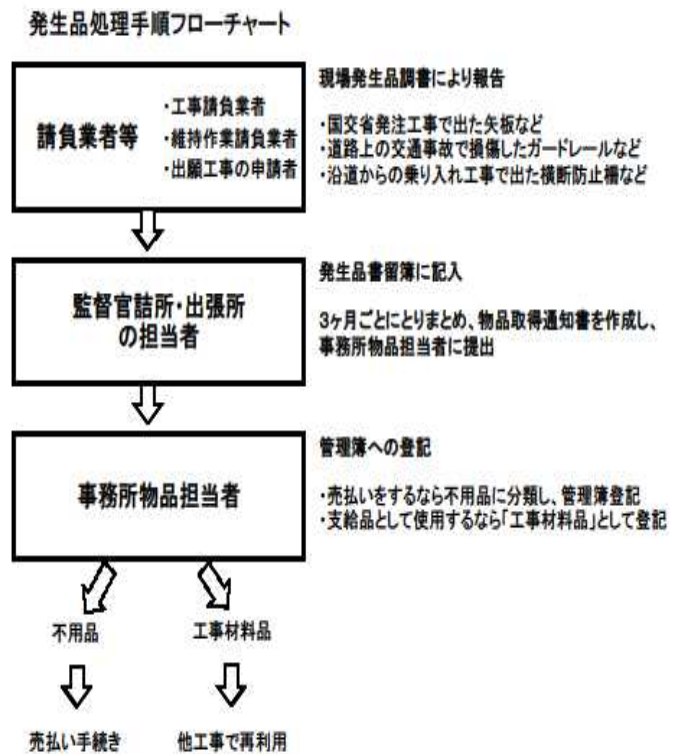 発生品処理手順フローチャート
請負業者等
・工事請負業者
・維持作業請負業者
・出願工事の申請者
現場発生品調書により報告
・国交省発注工事で出た矢板など
・道路上の交通事故で損傷したガードレールなど
・沿道からの乗り入れ工事で出た横断防止柵など
監督官詰所・出張所
の担当者
発生品書留簿に記入
3ヶ月ごとにとりまとめ、物品取得通知書を作成し、
事務所物品担当者に提出
事務所物品担当者
管理簿への登記
・売払いをするなら不用品に分類し、管理簿登記
・支給品として使用するなら「工事材料品」として登記
不用品
工事材料品
売払い手続き
他工事で再利用